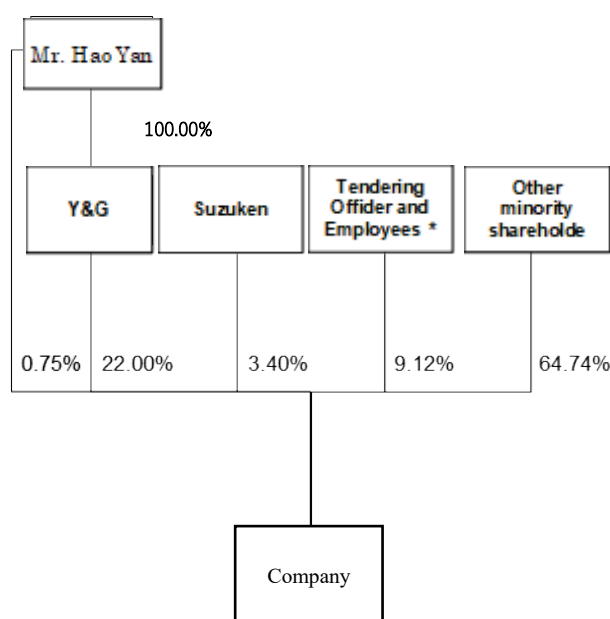 Mr. Hao Yan
100.00%
Y&G
Suzuken
Tendering
Offider and
Employees *
Other
minority
shareholde
0.75%
22.00%
3.40%
9.12%
64.74%
Company